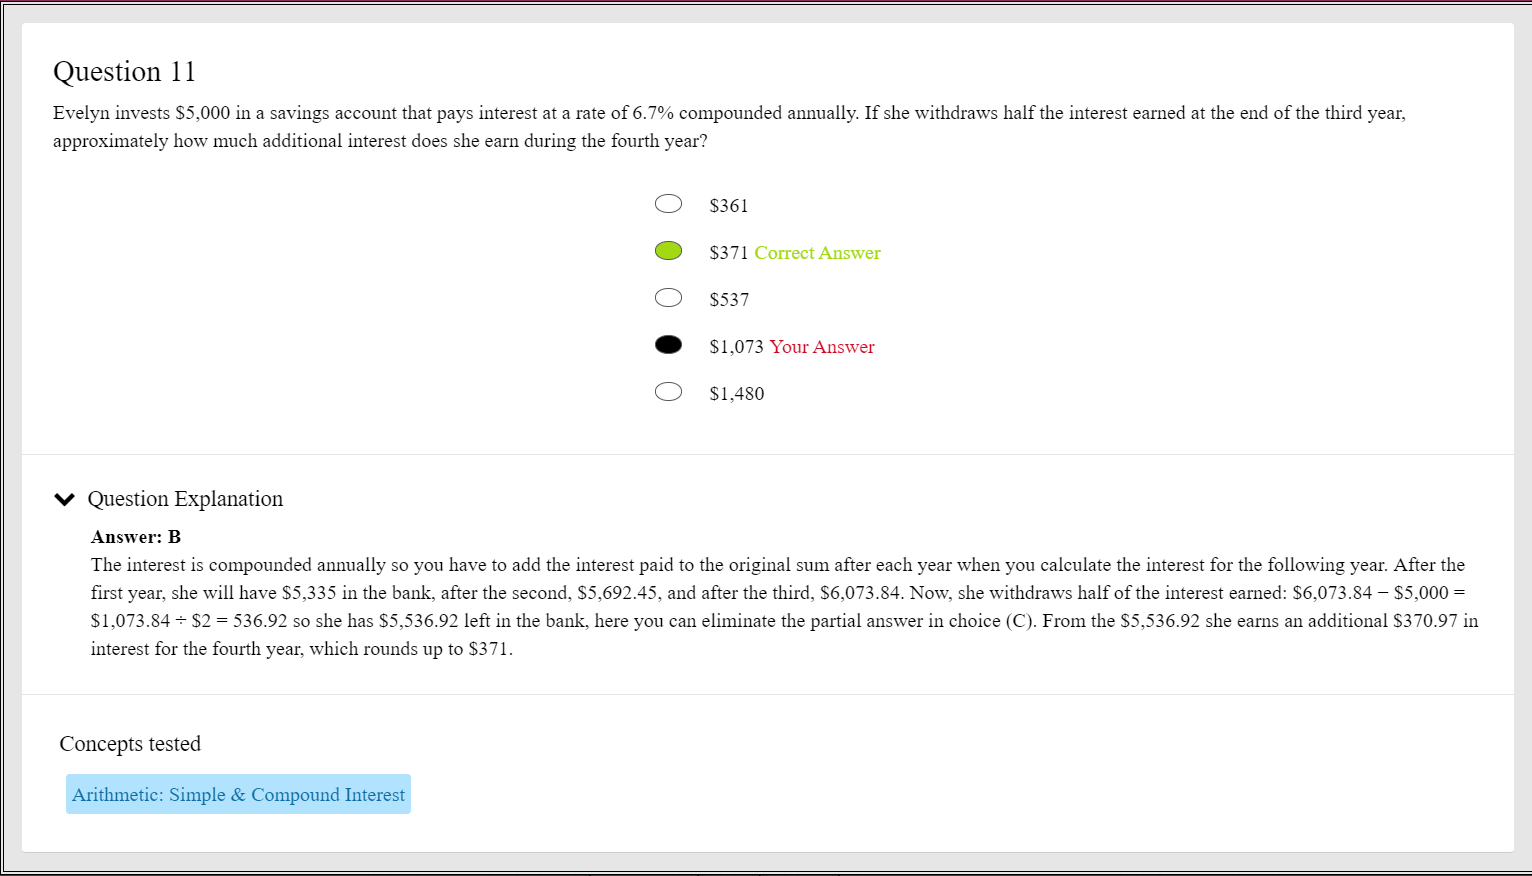 Question 11
Evelyn invests $5,000 in a savings account that pays interest at a rate of 6.7% compounded annually. If she withdraws half the interest earned at the end of the third year,
approximately how much additional interest does she earn during the fourth year?
$361
$371 Correct Answer
$537
$1,073 Your Answer
$1,480
Question Explanation
Answer: B
The interest is compounded annually so you have to add the interest paid to the original sum after each year when you calculate the interest for the following year. After the
first year, she will have $5,335 in the bank, after the second, $5,692.45, and after the third, $6,073.84. Now, she withdraws half of the interest earned: $6,073.84 − $5,000 =
$1,073.84 ÷ $2 = 536.92 so she has $5,536.92 left in the bank, here you can eliminate the partial answer in choice (C). From the $5,536.92 she earns an additional $370.97 in
interest for the fourth year, which rounds up to $371.
Concepts tested
Arithmetic: Simple & Compound Interest